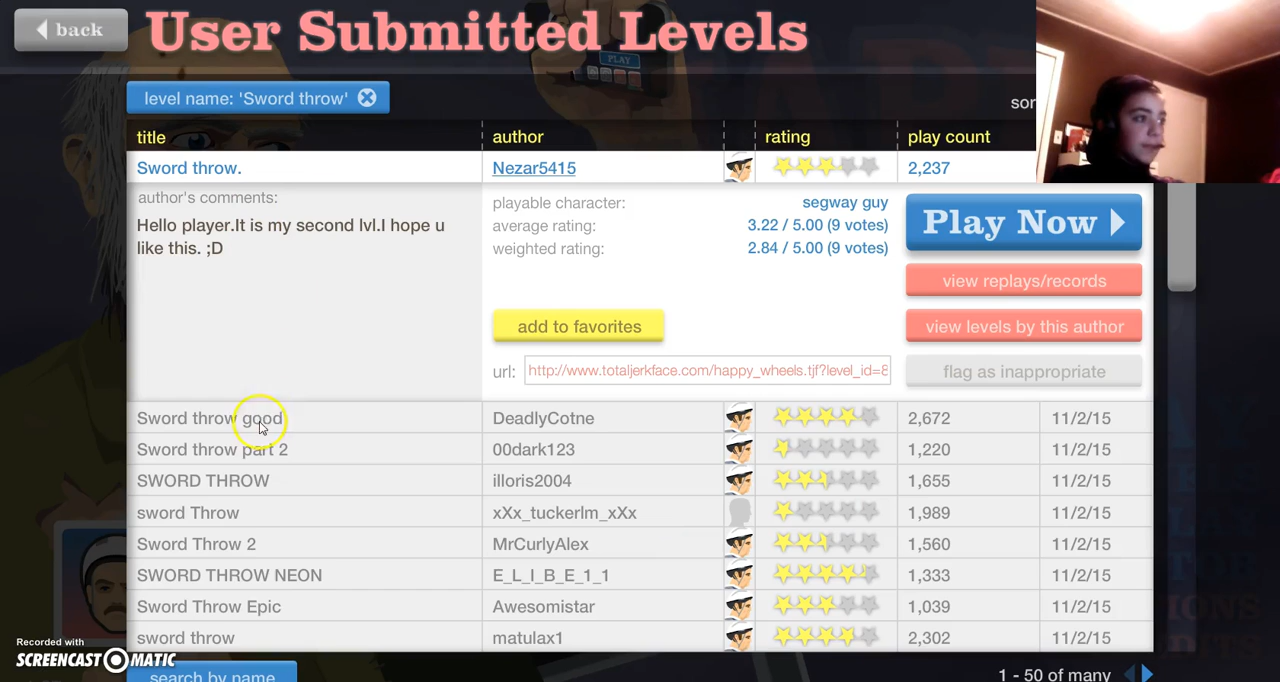 back
User Submitted Levels
PLAY
level name: 'Sword throw'
sor
title author rating play count
Sword throw. Nezar5415 2,237
author's comments:
Hello player.It is my second lvl.I hope u
like this. ;D
playable character: segway guy
average rating: 3.22 / 5.00 (9 votes)
weighted rating: 2.84 / 5.00 (9 votes)
Play Now
view replays/records
add to favorites
view levels by this author
url: http://www.totaljerkface.com/happy_wheels.tjf?level_id=8
flag as inappropriate
Sword throw good DeadlyCotne 2,672 11/2/15
Sword throw part 2 00dark123 1,220 11/2/15
SWORD THROW illoris2004 1,655 11/2/15
sword Throw xXx_tuckerlm_xXx 1,989 11/2/15
Sword Throw 2 MrCurlyAlex 1,560 11/2/15
SWORD THROW NEON E_L_I_B_E_1_1 1,333 11/2/15
Sword Throw Epic Awesomistar 1,039 11/2/15
sword throw matulax1 2,302 11/2/15
Recorded with
SCREENCAST-O-MATIC
search by name
1 - 50 of many